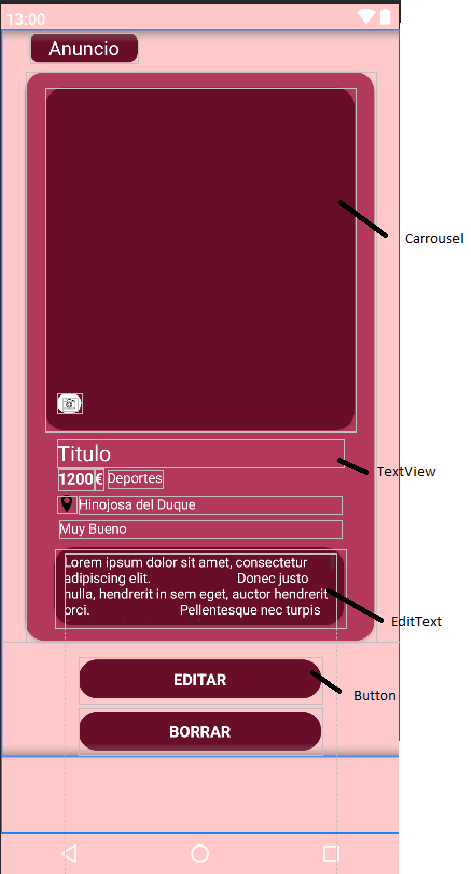 13:00
Anuncio
Carrousel
Titulo
TextView
1200 €
Deportes
Hinojosa del Duque
Muy Bueno
Lorem ipsum dolor sit amet, consectetur
adipiscing elit. Donec justo
nulla, hendrerit in sem eget, auctor hendrerit
orci. Pellentesque nec turpis
EditText
EDITAR
Button
BORRAR